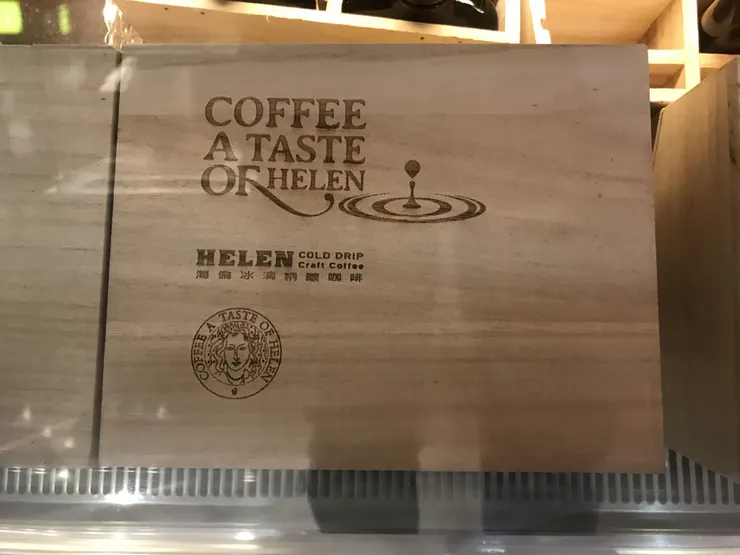 COFFEE
A TASTE
OF HELEN
HELEN COLD DRIP
Craft Coffee
海倫冰滴精釀咖啡
COFFEE A TASTE OF HELEN